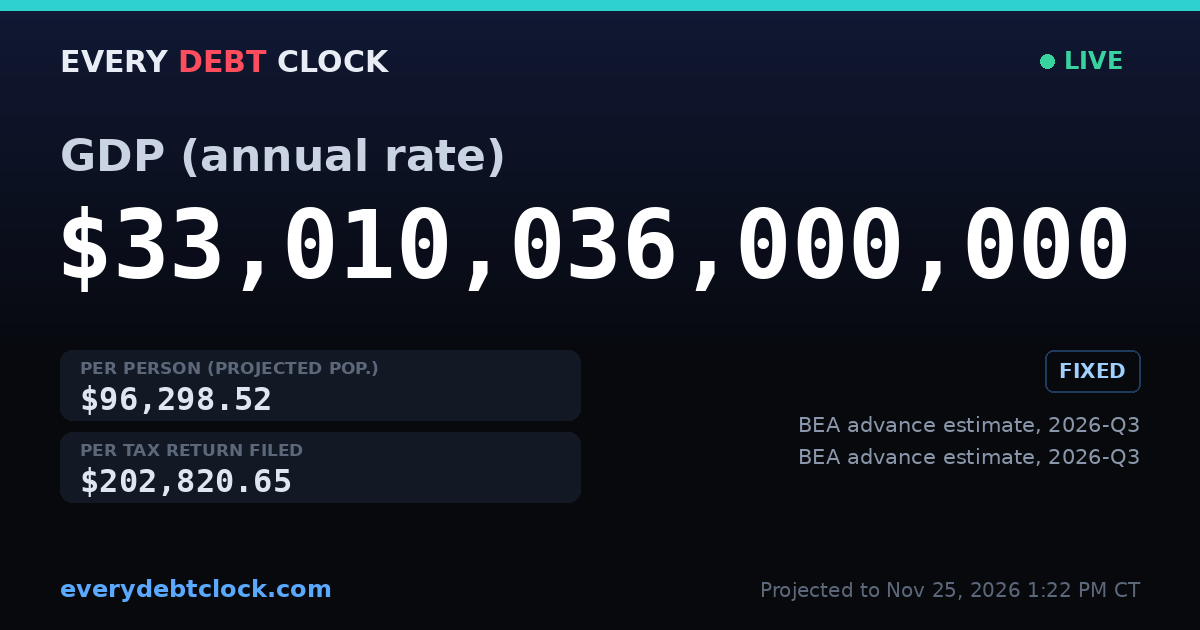 EVERY DEBT CLOCK
LIVE
GDP (annual rate)
$33,010,036,000,000
PER PERSON (PROJECTED POP.)
$96,298.52
PER TAX RETURN FILED
$202,820.65
FIXED
BEA advance estimate, 2026-Q3
BEA advance estimate, 2026-Q3
everydebtclock.com
Projected to Nov 25, 2026 1:22 PM CT